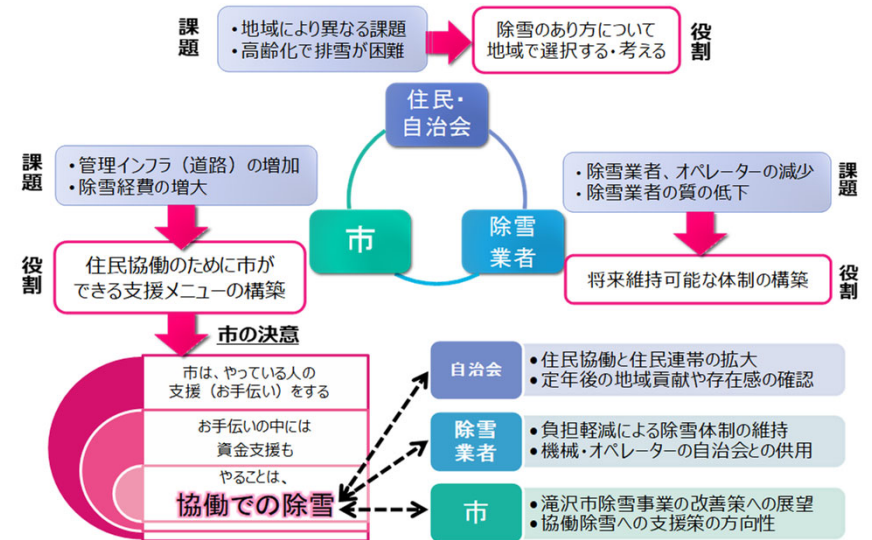 課題
・地域により異なる課題
・高齢化で排雪が困難
除雪のあり方について
地域で選択する・考える
役割
住民・
自治会
課題
・管理インフラ（道路）の増加
・除雪経費の増大
・除雪業者、オペレーターの減少
・除雪業者の質の低下
課題
市
除雪
業者
役割
住民協働のために市が
できる支援メニューの構築
将来維持可能な体制の構築
役割
市の決意
市は、やっている人の
支援（お手伝い）をする
お手伝いの中には
資金支援も
やることは、
協働での除雪
自治会
●住民協働と住民連帯の拡大
●定年後の地域貢献や存在感の確認
除雪
業者
●負担軽減による除雪体制の維持
●機械・オペレーターの自治会との供用
市
●滝沢市除雪事業の改善策への展望
●協働除雪への支援策の方向性